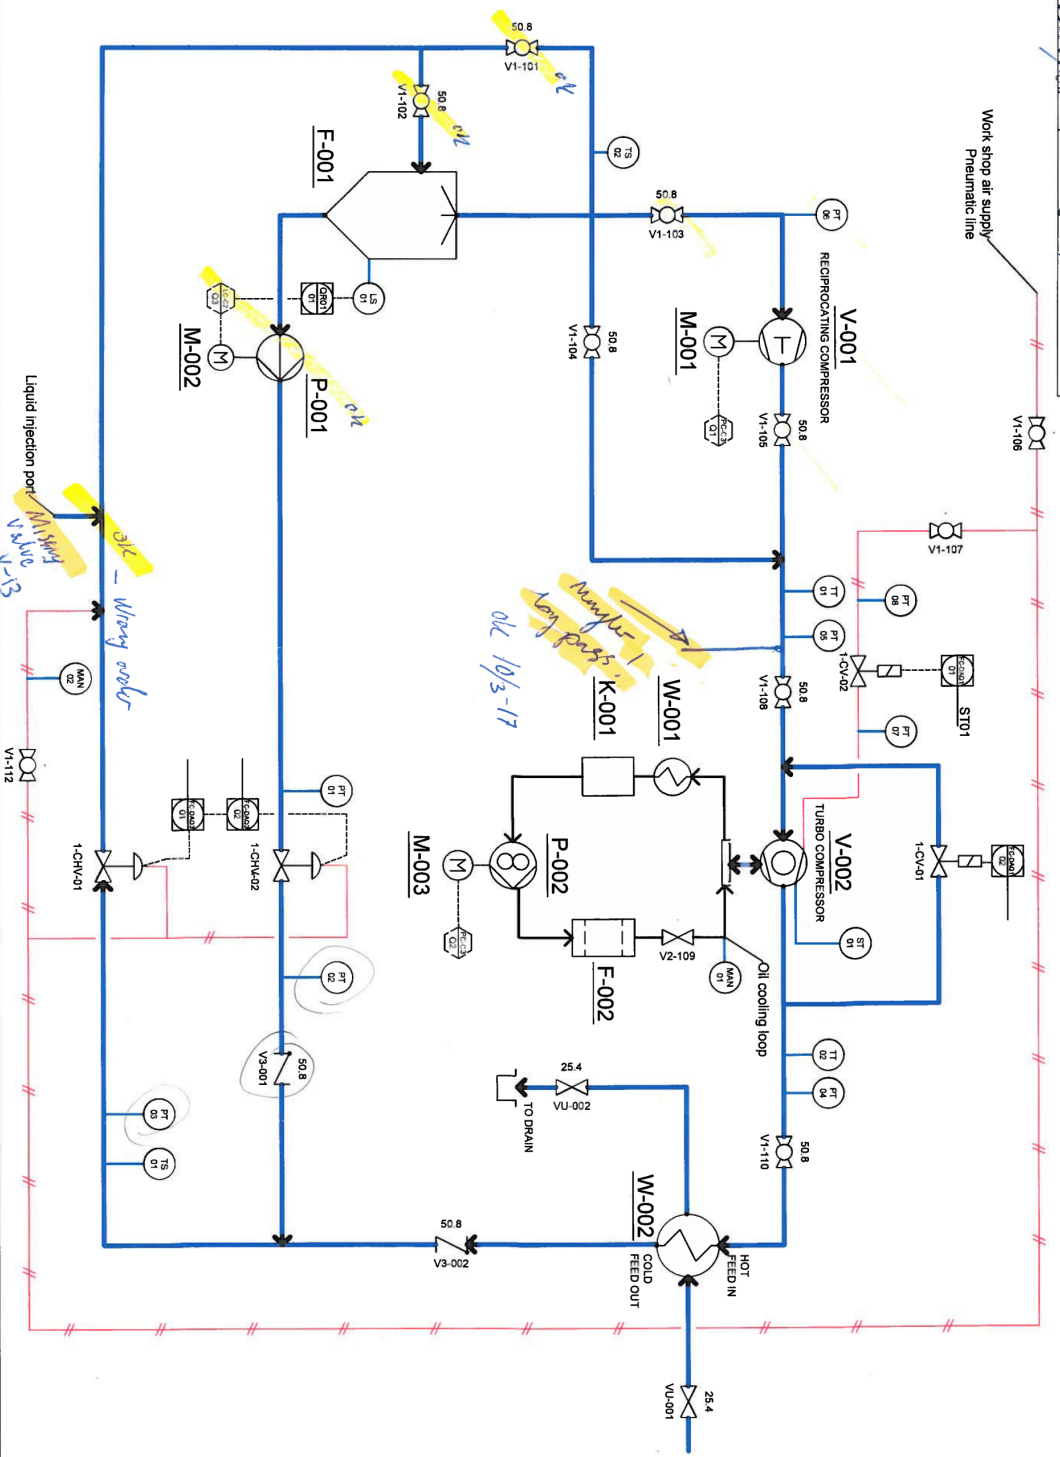 Work shop air supply
Pneumatic line
V1-106
V1-107
PT
08
1-CV-02
ST01
PT
07
1-CV-01
PT
06
RECIPROCATING COMPRESSOR
V-001
M
M-001
50.8
V1-105
TT
01
PT
05
50.8
V1-108
TURBO COMPRESSOR
V-002
ST
01
TT
02
PT
04
50.8
V1-110
50.8
V1-101
ok
50.8
V1-102
ok
TS
02
50.8
V1-103
50.8
V1-104
F-001
LS
01
M
M-002
P-001
ok
W-001
K-001
P-002
M
M-003
F-002
V2-109
MAN
01
Oil cooling loop
25.4
VU-002
TO DRAIN
W-002
HOT
FEED IN
COLD
FEED OUT
25.4
VU-001
50.8
V3-002
Liquid injection port
Missing
valve
V-13
ok - Wrong order
Mangler 1
bypass
ok 10/3-17
MAN
02
V1-112
PT
01
1-CHV-02
1-CHV-01
PT
02
50.8
V3-001
PT
03
TS
01